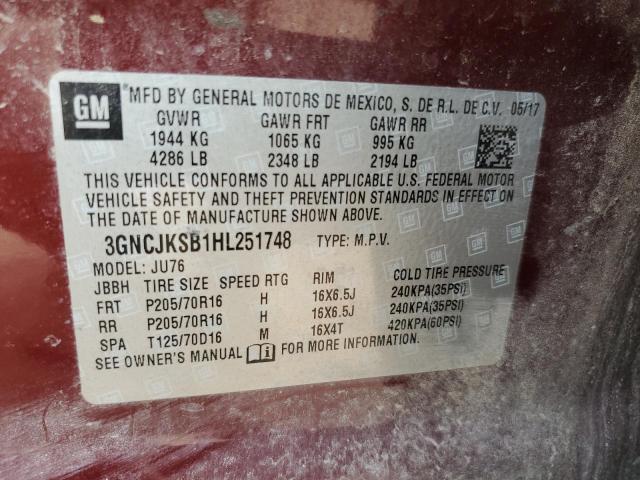 GM
MFD BY GENERAL MOTORS DE MEXICO, S. DE R.L. DE C.V. 05/17
GVWR GAWR FRT GAWR RR
1944 KG 1065 KG 995 KG
4286 LB 2348 LB 2194 LB
THIS VEHICLE CONFORMS TO ALL APPLICABLE U.S. FEDERAL MOTOR
VEHICLE SAFETY AND THEFT PREVENTION STANDARDS IN EFFECT ON
THE DATE OF MANUFACTURE SHOWN ABOVE.
3GNCJKSB1HL251748 TYPE: M.P.V.
MODEL: JU76
JBBH TIRE SIZE SPEED RTG RIM COLD TIRE PRESSURE
FRT P205/70R16 H 16X6.5J 240KPA(35PSI)
RR P205/70R16 H 16X6.5J 240KPA(35PSI)
SPA T125/70D16 M 16X4T 420KPA(60PSI)
SEE OWNER'S MANUAL FOR MORE INFORMATION.